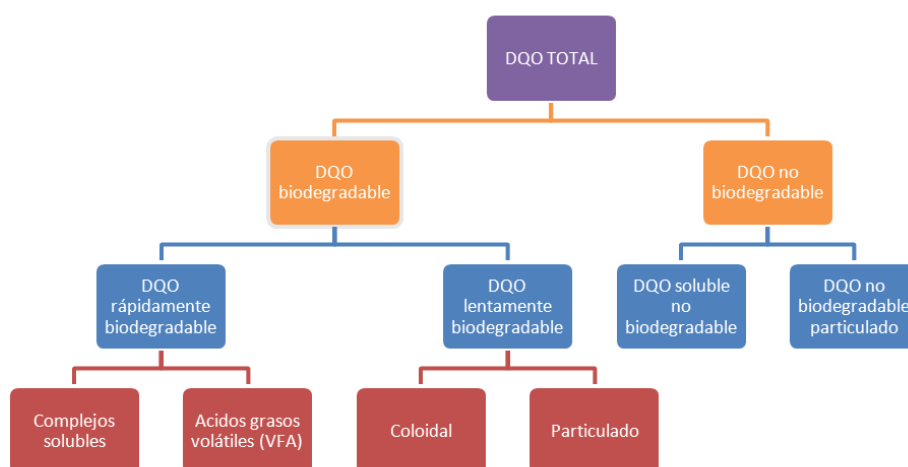 DQO TOTAL
DQO
biodegradable
DQO no
biodegradable
DQO
rápidamente
biodegradable
DQO
lentamente
biodegradable
DQO soluble
no
biodegradable
DQO no
biodegradable
particulado
Complejos
solubles
Acidos grasos
volátiles (VFA)
Coloidal
Particulado